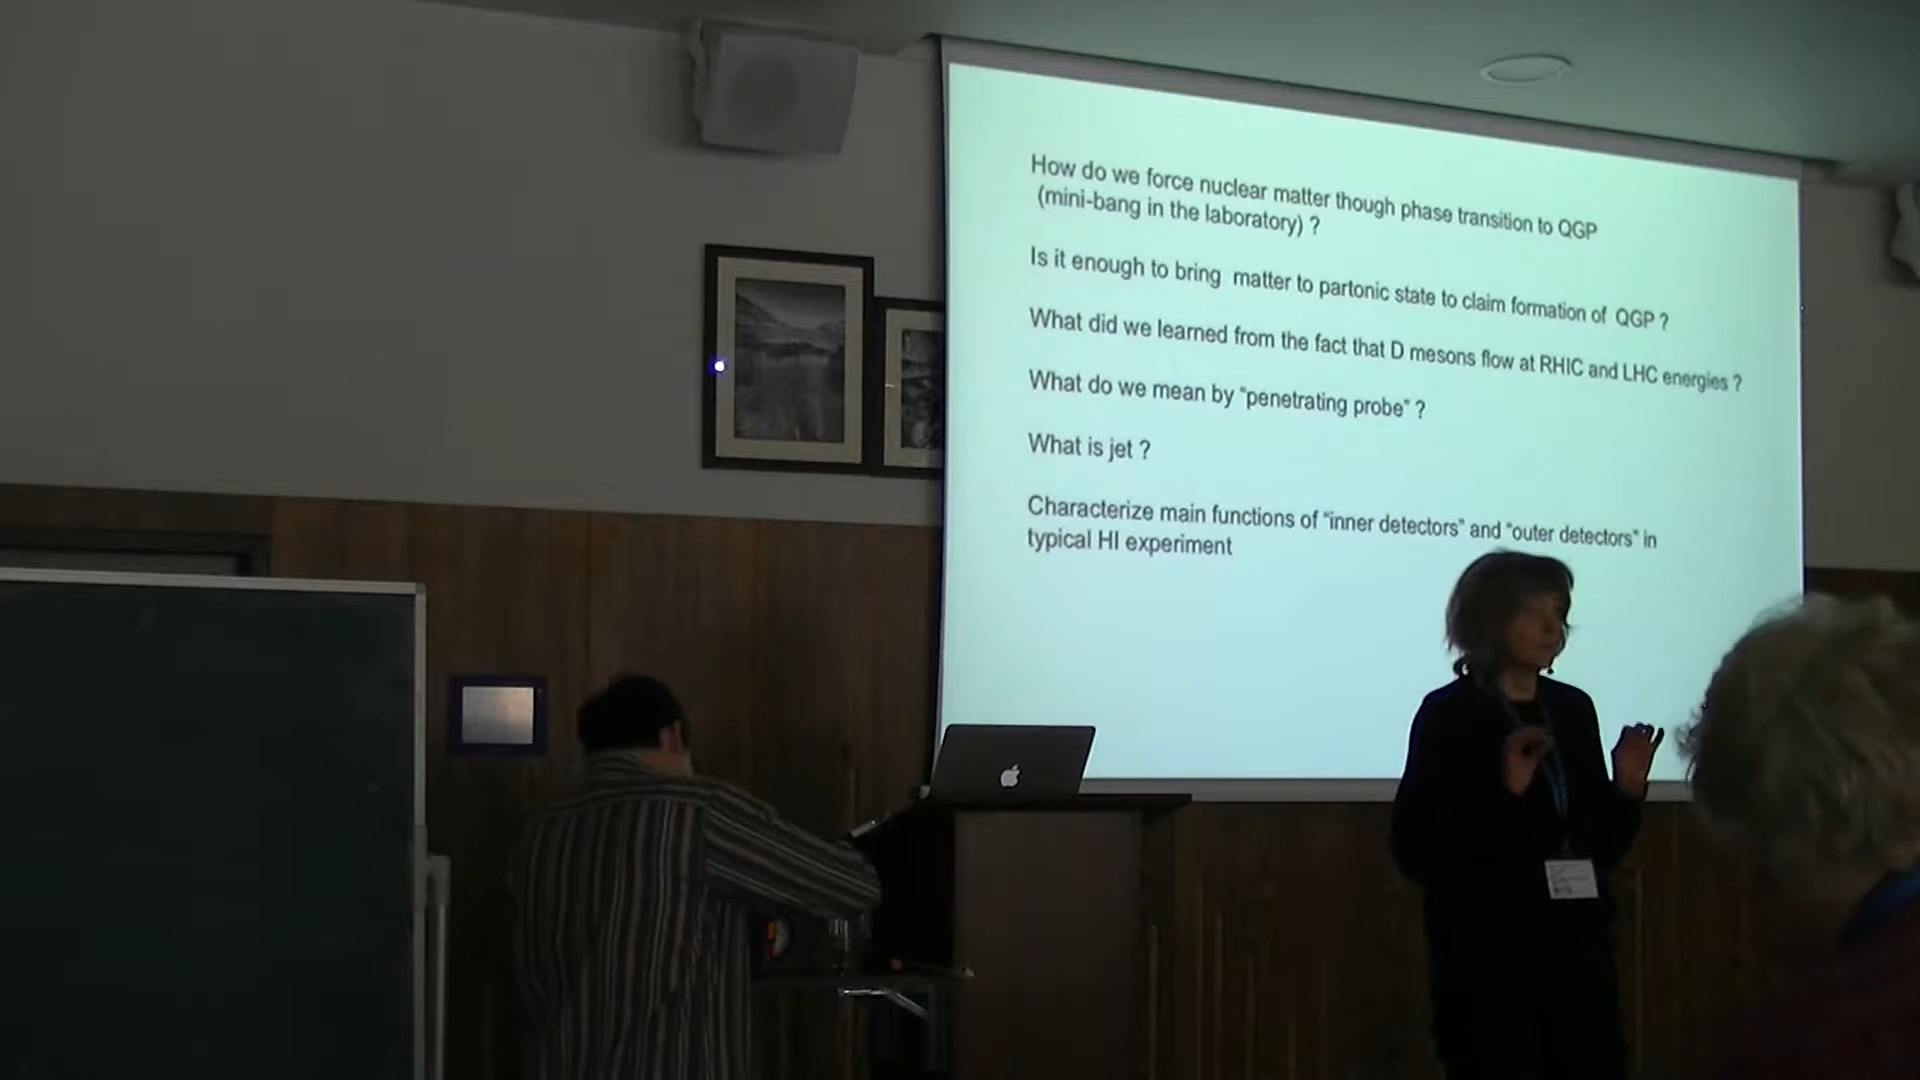 How do we force nuclear matter though phase transition to QGP
(mini-bang in the laboratory) ?
Is it enough to bring matter to partonic state to claim formation of QGP ?
What did we learned from the fact that D mesons flow at RHIC and LHC energies ?
What do we mean by “penetrating probe” ?
What is jet ?
Characterize main functions of “inner detectors” and “outer detectors” in
typical HI experiment